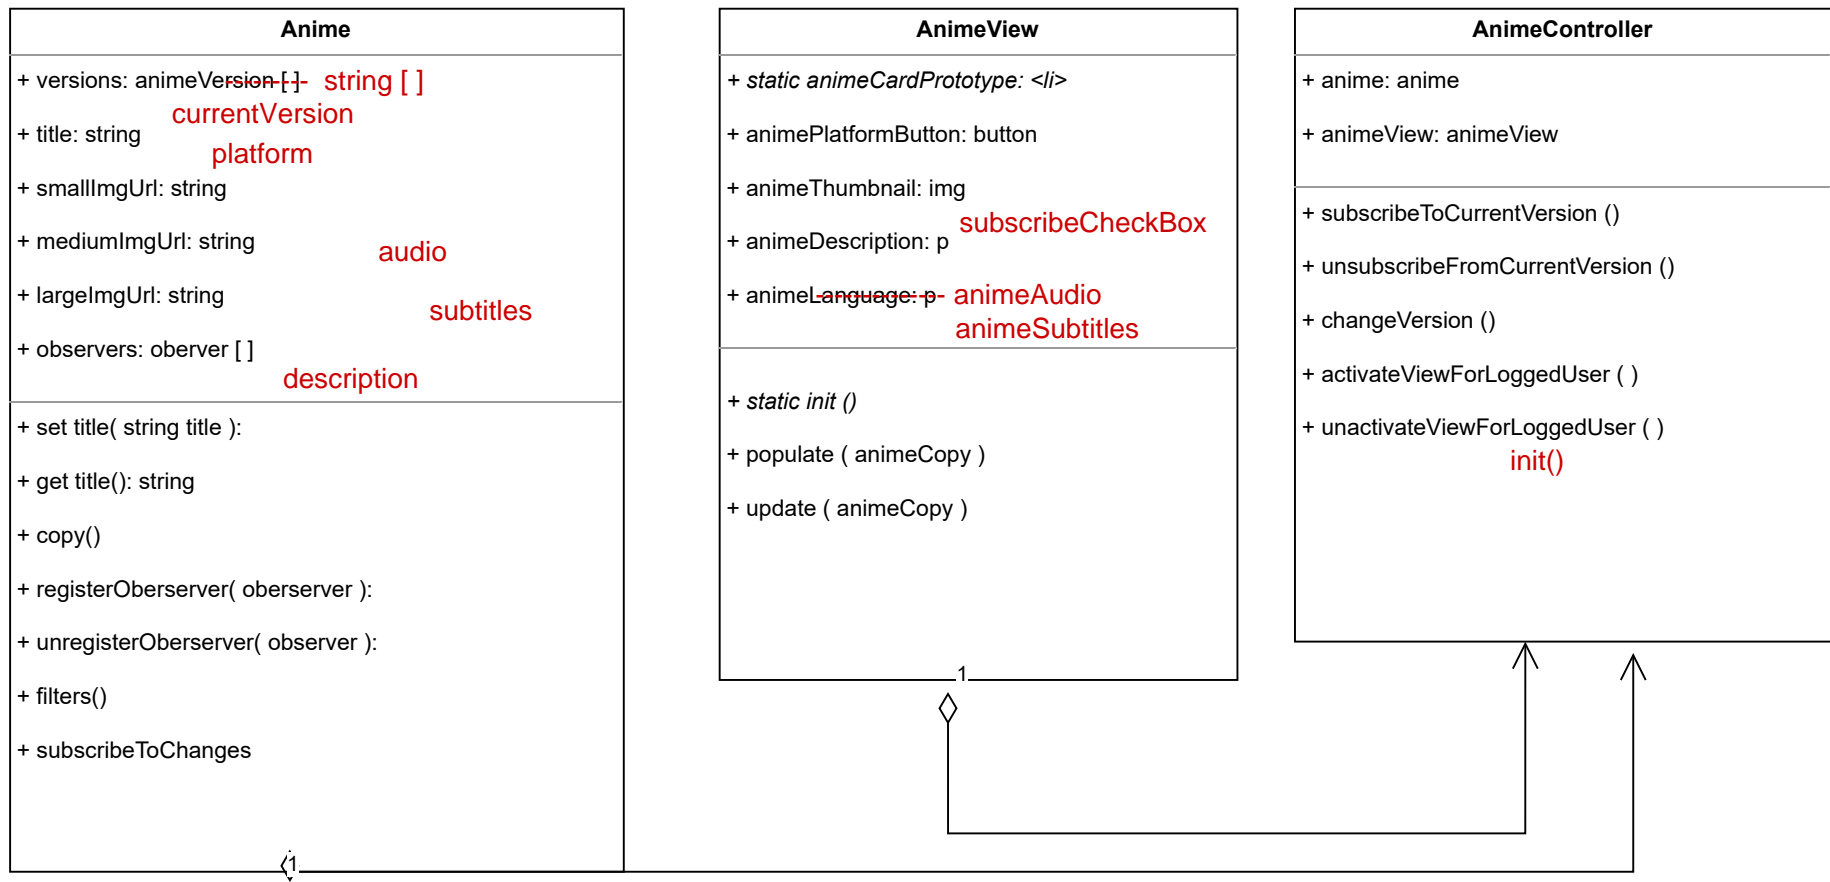 Anime
+ versions: animeVersion [ ] string [ ]
currentVersion
+ title: string
platform
+ smallImgUrl: string
+ mediumImgUrl: string
audio
+ largeImgUrl: string
subtitles
+ observers: oberver [ ]
description
+ set title( string title ):
+ get title(): string
+ copy()
+ registerOberserver( oberserver ):
+ unregisterOberserver( observer ):
+ filters()
+ subscribeToChanges
1
AnimeView
+ static animeCardPrototype: <li>
+ animePlatformButton: button
+ animeThumbnail: img
subscribeCheckBox
+ animeDescription: p
+ animeLanguage: p animeAudio
animeSubtitles
+ static init ()
+ populate ( animeCopy )
+ update ( animeCopy )
1
AnimeController
+ anime: anime
+ animeView: animeView
+ subscribeToCurrentVersion ()
+ unsubscribeFromCurrentVersion ()
+ changeVersion ()
+ activateViewForLoggedUser ( )
+ unactivateViewForLoggedUser ( )
init()